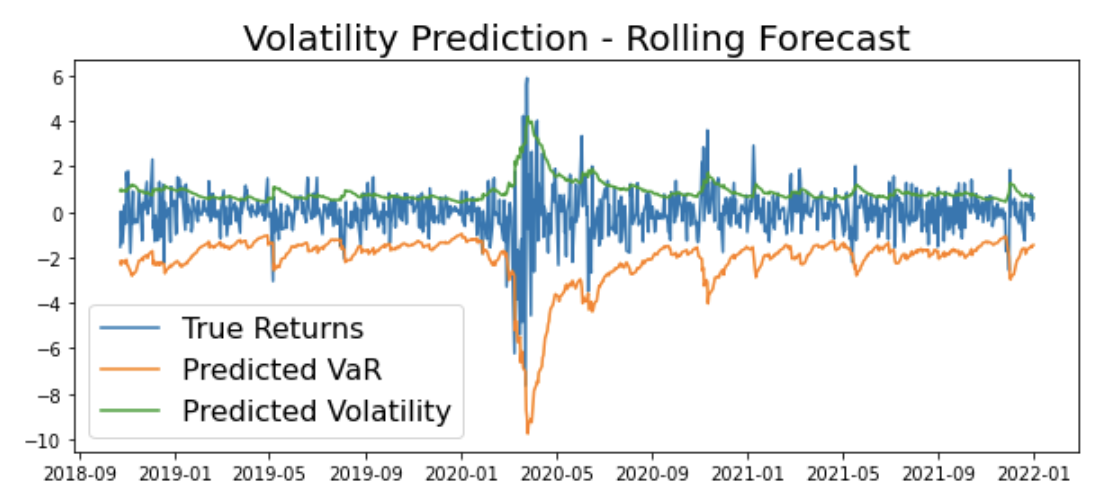 Volatility Prediction - Rolling Forecast
6
4
2
0
−2
−4
−6
−8
−10
True Returns
Predicted VaR
Predicted Volatility
2018-09 2019-01 2019-05 2019-09 2020-01 2020-05 2020-09 2021-01 2021-05 2021-09 2022-01